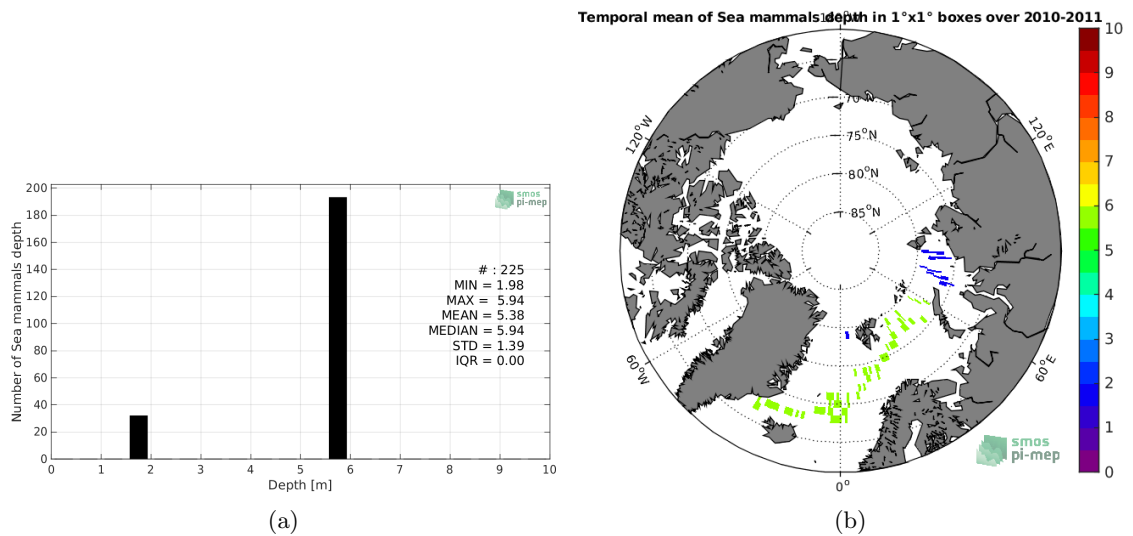 Temporal mean of Sea mammals depth in 1°x1° boxes over 2010-2011
Number of Sea mammals depth
200
180
160
140
120
100
80
60
40
20
0
0 1 2 3 4 5 6 7 8 9 10
Depth [m]
smos
pi-mep
# : 225
MIN = 1.98
MAX = 5.94
MEAN = 5.38
MEDIAN = 5.94
STD = 1.39
IQR = 0.00
(a)
180°W
120°W
120°E
70°N
75°N
80°N
85°N
60°W
60°E
0°
smos
pi-mep
10
9
8
7
6
5
4
3
2
1
0
(b)